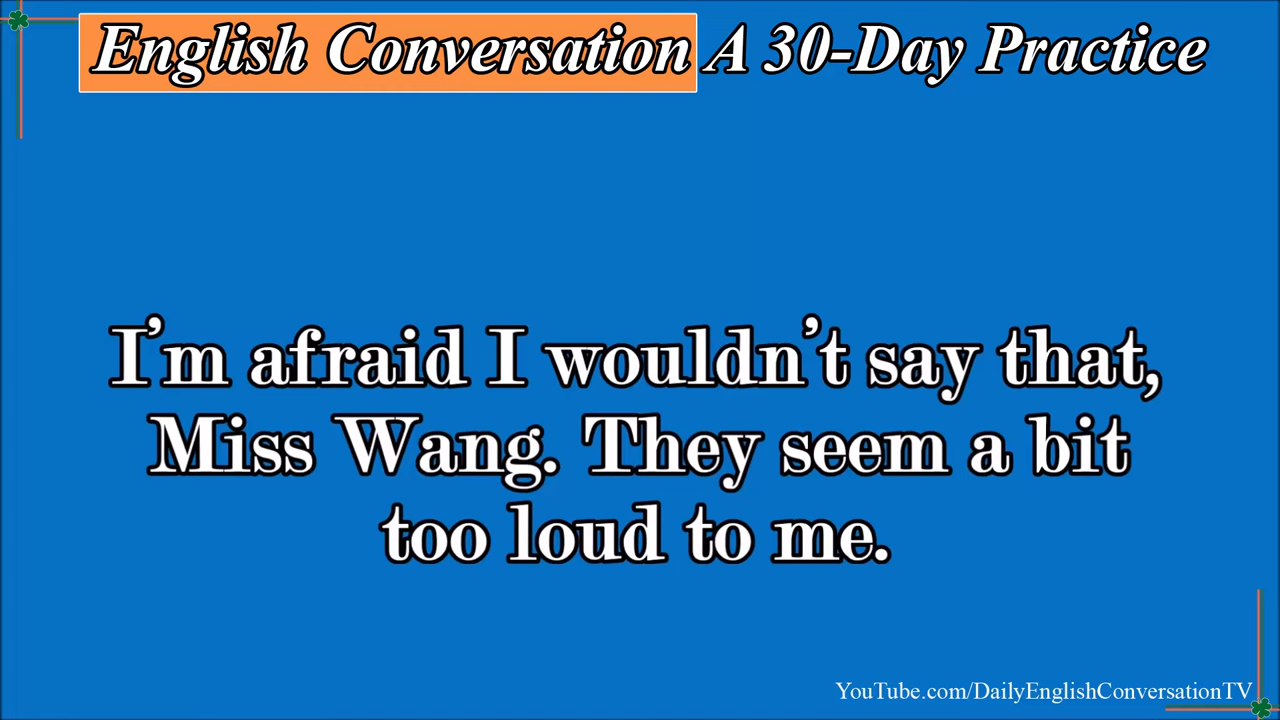 English Conversation A 30-Day Practice
I'm afraid I wouldn't say that,
Miss Wang. They seem a bit
too loud to me.
YouTube.com/DailyEnglishConversationTV